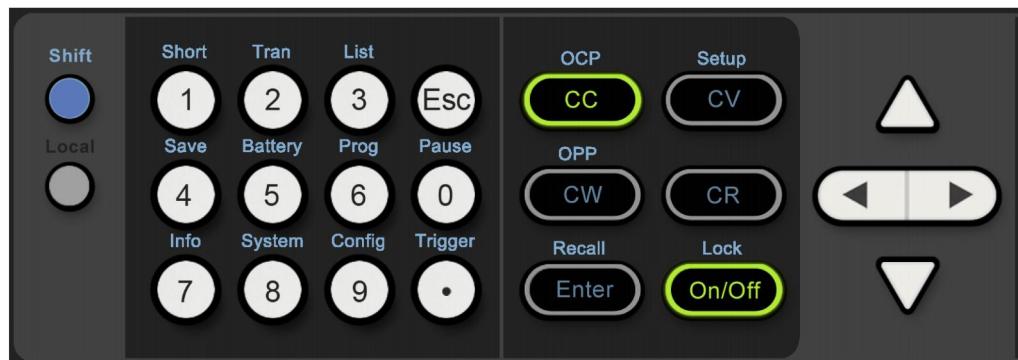 Shift
Short Tran List
1 2 3 Esc
OCP Setup
CC CV
Local
Save Battery Prog Pause
4 5 6 0
OPP
CW CR
Info System Config Trigger
7 8 9 .
Recall Lock
Enter On/Off